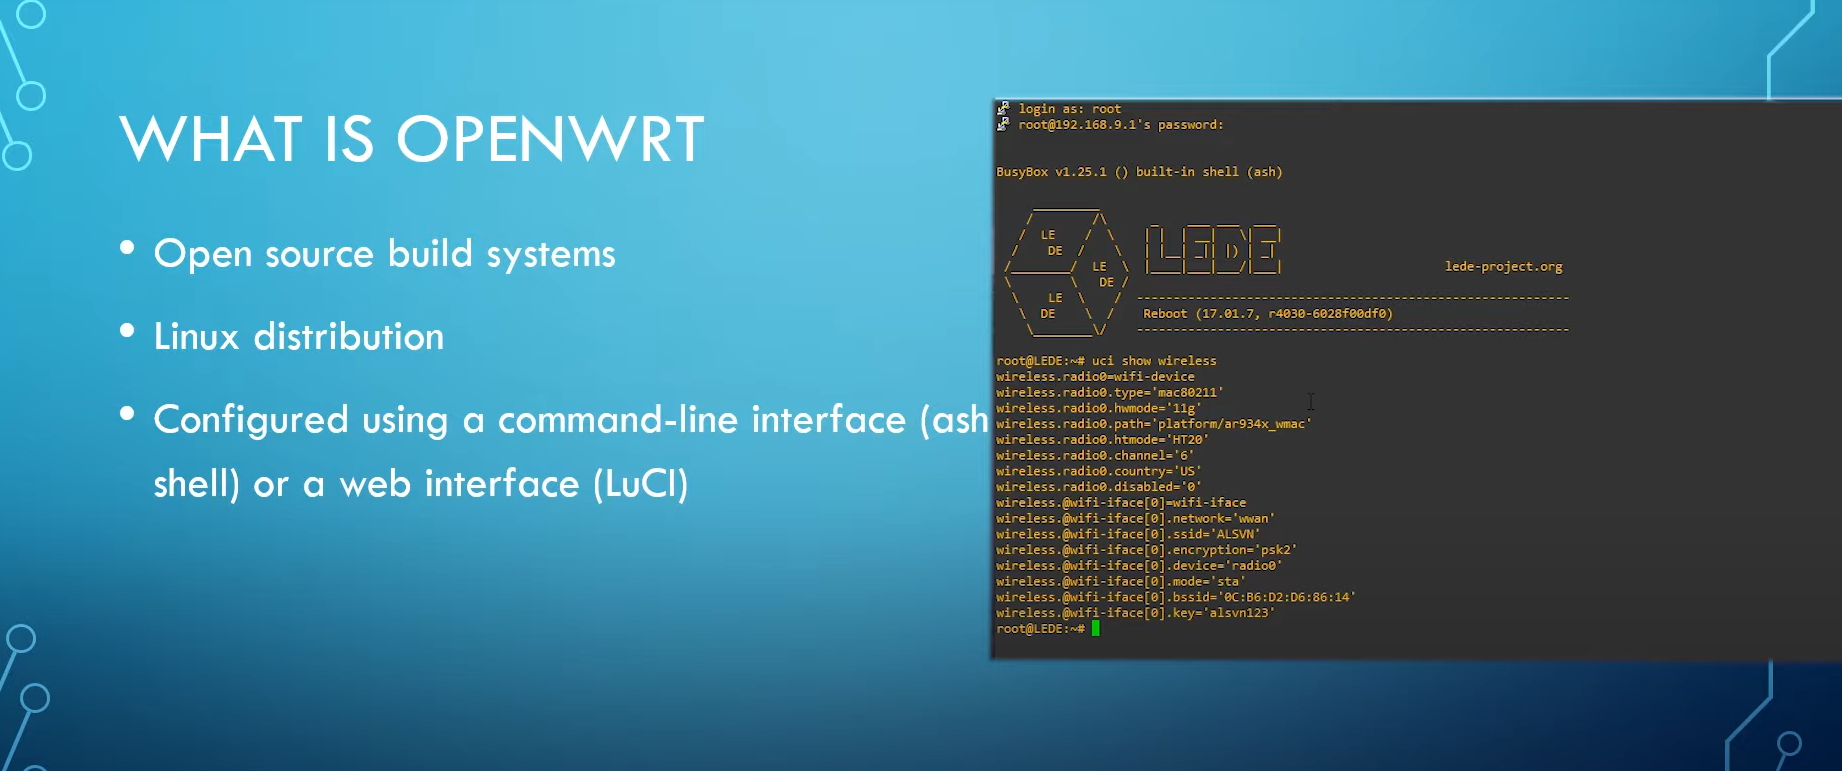 WHAT IS OPENWRT
• Open source build systems
• Linux distribution
• Configured using a command-line interface (ash
shell) or a web interface (LuCI)
login as: root
root@192.168.9.1's password:
BusyBox v1.25.1 () built-in shell (ash)
LE
DE
LE
DE
LE
DE
LEDE
lede-project.org
Reboot (17.01.7, r4030-6028f00df0)
root@LEDE:~# uci show wireless
wireless.radio0=wifi-device
wireless.radio0.type='mac80211'
wireless.radio0.hwmode='11g'
wireless.radio0.path='platform/ar934x_wmac'
wireless.radio0.htmode='HT20'
wireless.radio0.channel='6'
wireless.radio0.country='US'
wireless.radio0.disabled='0'
wireless.@wifi-iface[0]=wifi-iface
wireless.@wifi-iface[0].network='wwan'
wireless.@wifi-iface[0].ssid='ALSVN'
wireless.@wifi-iface[0].encryption='psk2'
wireless.@wifi-iface[0].device='radio0'
wireless.@wifi-iface[0].mode='sta'
wireless.@wifi-iface[0].bssid='0C:B6:D2:D6:86:14'
wireless.@wifi-iface[0].key='alsvn123'
root@LEDE:~#